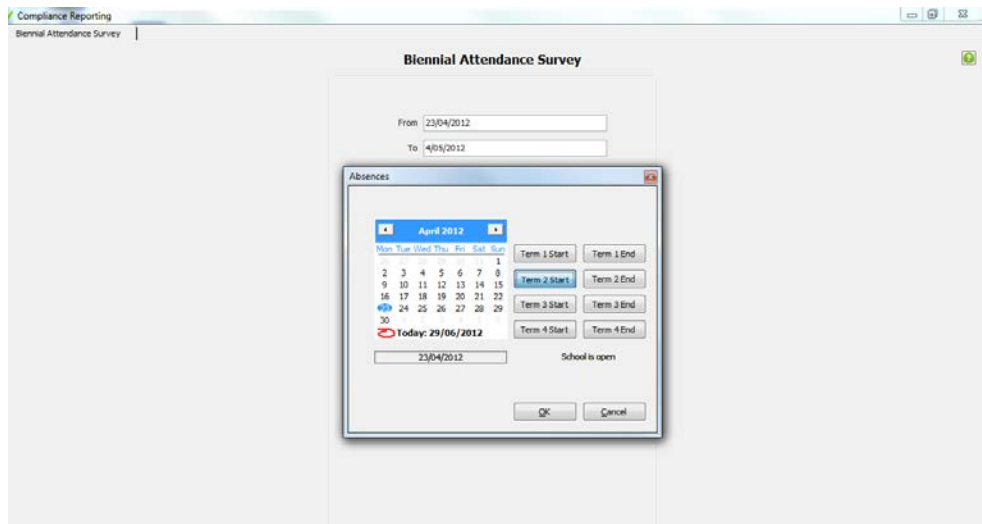 Compliance Reporting
Biennial Attendance Survey
Biennial Attendance Survey
From 23/04/2012
To 4/05/2012
Absences
April 2012
Mon Tue Wed Thu Fri Sat Sun
1
2 3 4 5 6 7 8
9 10 11 12 13 14 15
16 17 18 19 20 21 22
23 24 25 26 27 28 29
30
Today: 29/06/2012
Term 1 Start Term 1 End
Term 2 Start Term 2 End
Term 3 Start Term 3 End
Term 4 Start Term 4 End
23/04/2012 School is open
OK Cancel